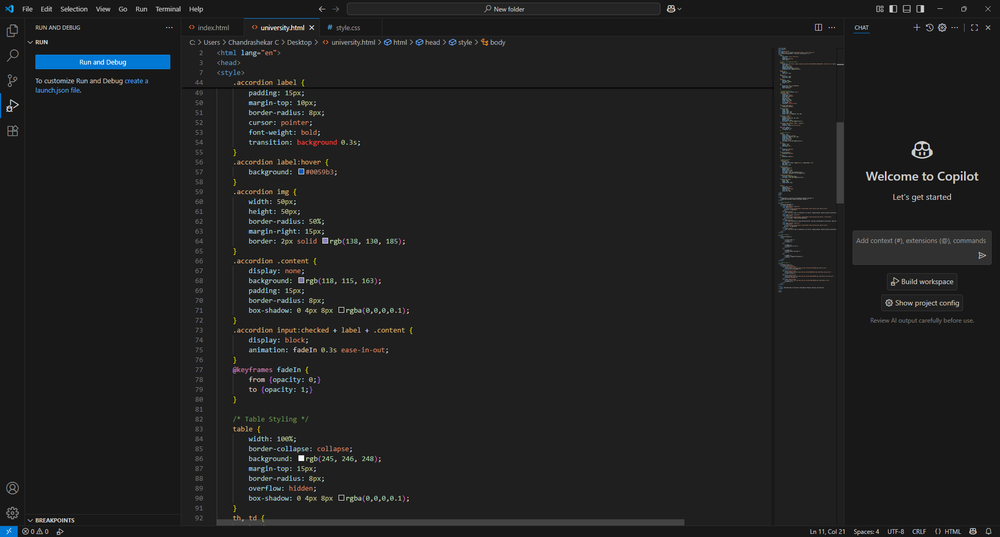 File Edit Selection View Go Run Terminal Help
New folder
RUN AND DEBUG
RUN
Run and Debug
To customize Run and Debug create a
launch.json file.
BREAKPOINTS
index.html
university.html
# style.css
C: > Users > Chandrashekar C > Desktop > university.html > html > head > style > body
2 <html lang="en">
3 <head>
7 <style>
44 .accordion label {
49 padding: 15px;
50 margin-top: 10px;
51 border-radius: 8px;
52 cursor: pointer;
53 font-weight: bold;
54 transition: background 0.3s;
55 }
56 .accordion label:hover {
57 background: #0059b3;
58 }
59 .accordion img {
60 width: 50px;
61 height: 50px;
62 border-radius: 50%;
63 margin-right: 15px;
64 border: 2px solid rgb(138, 130, 185);
65 }
66 .accordion .content {
67 display: none;
68 background: rgb(118, 115, 163);
69 padding: 15px;
70 border-radius: 8px;
71 box-shadow: 0 4px 8px rgba(0,0,0,0.1);
72 }
73 .accordion input:checked + label + .content {
74 display: block;
75 animation: fadeIn 0.3s ease-in-out;
76 }
77 @keyframes fadeIn {
78 from {opacity: 0;}
79 to {opacity: 1;}
80 }
81
82 /* Table Styling */
83 table {
84 width: 100%;
85 border-collapse: collapse;
86 background: rgb(245, 246, 248);
87 margin-top: 15px;
88 border-radius: 8px;
89 overflow: hidden;
90 box-shadow: 0 4px 8px rgba(0,0,0,0.1);
91 }
92 th, td {
CHAT
Welcome to Copilot
Let's get started
Add context (#), extensions (@), commands
Build workspace
Show project config
Review AI output carefully before use.
0 0
Ln 11, Col 21 Spaces: 4 UTF-8 CRLF {} HTML